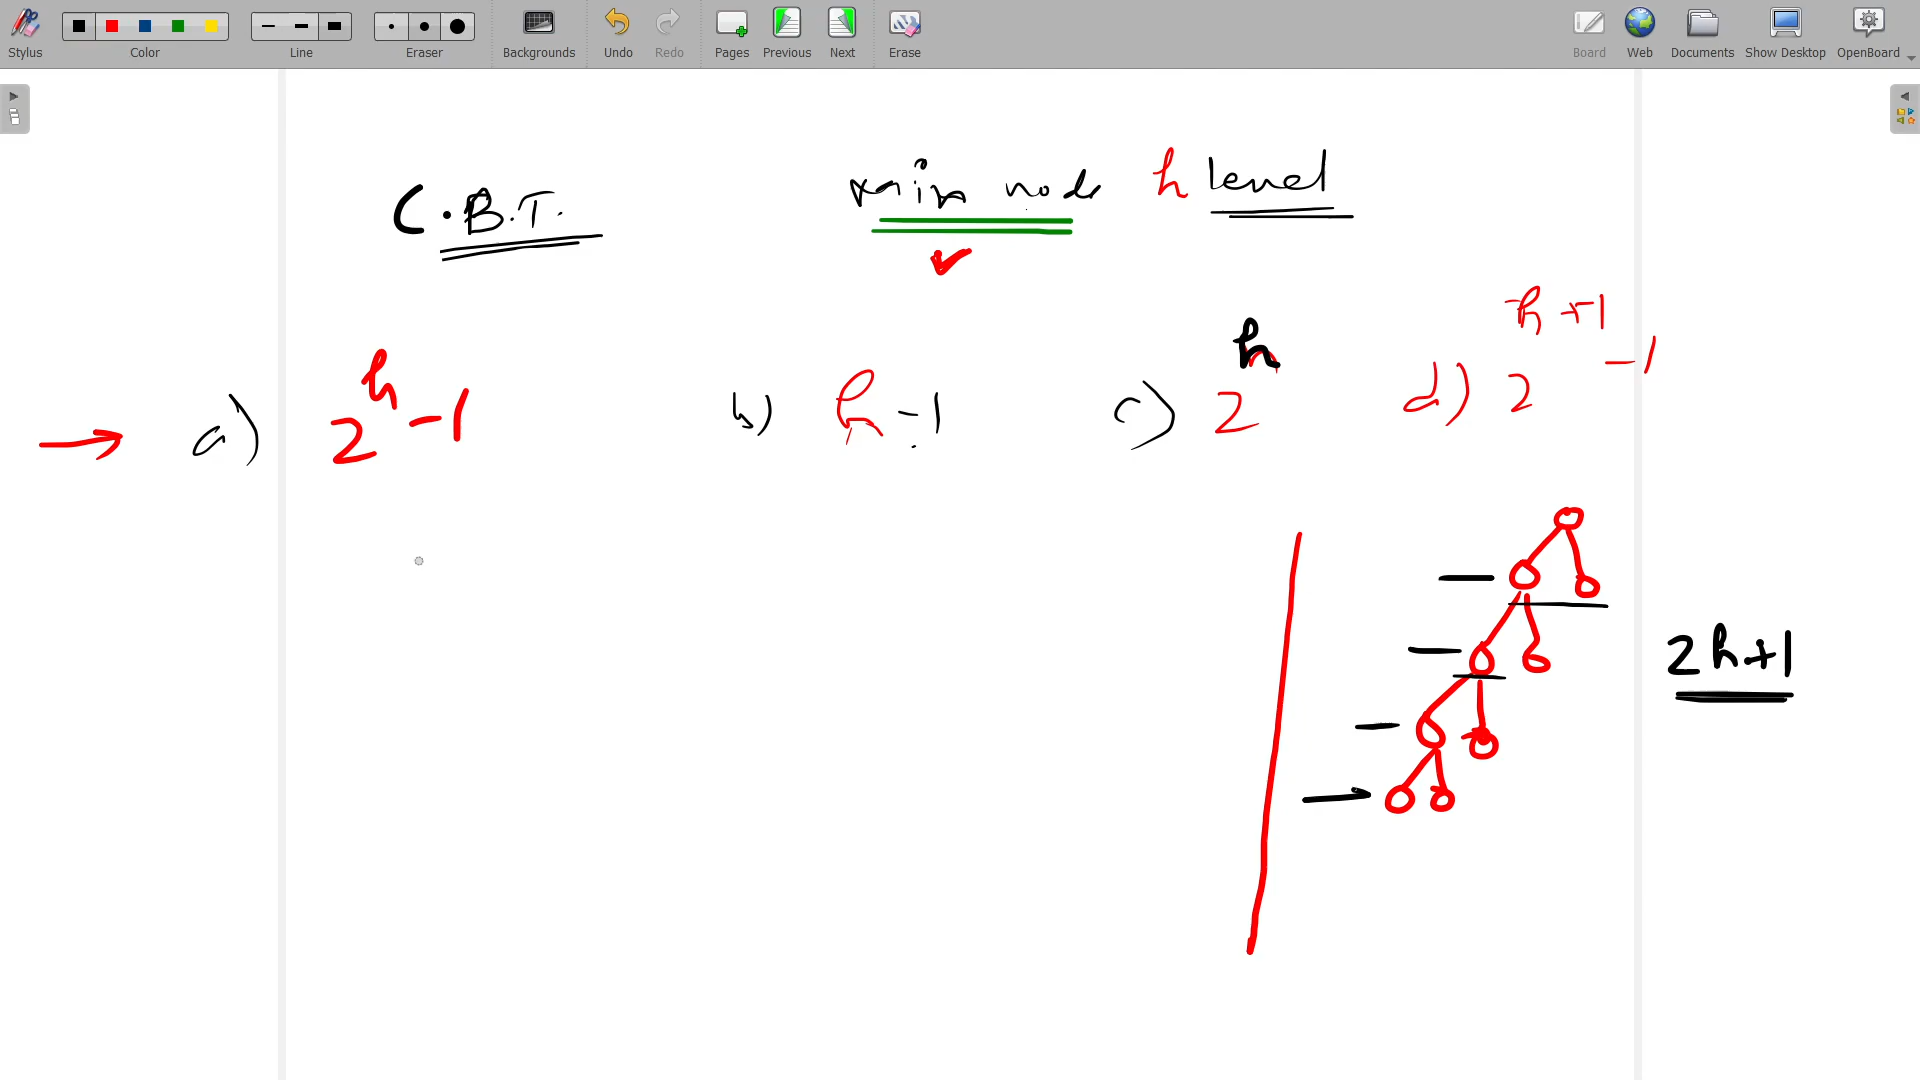 Stylus Color Line Eraser Backgrounds Undo Redo Pages Previous Next Erase Board Web Documents Show Desktop OpenBoard
C.B.T. min node h level
a) 2^h - 1 b) h - 1 c) 2^h d) 2^h+1 - 1
2h+1